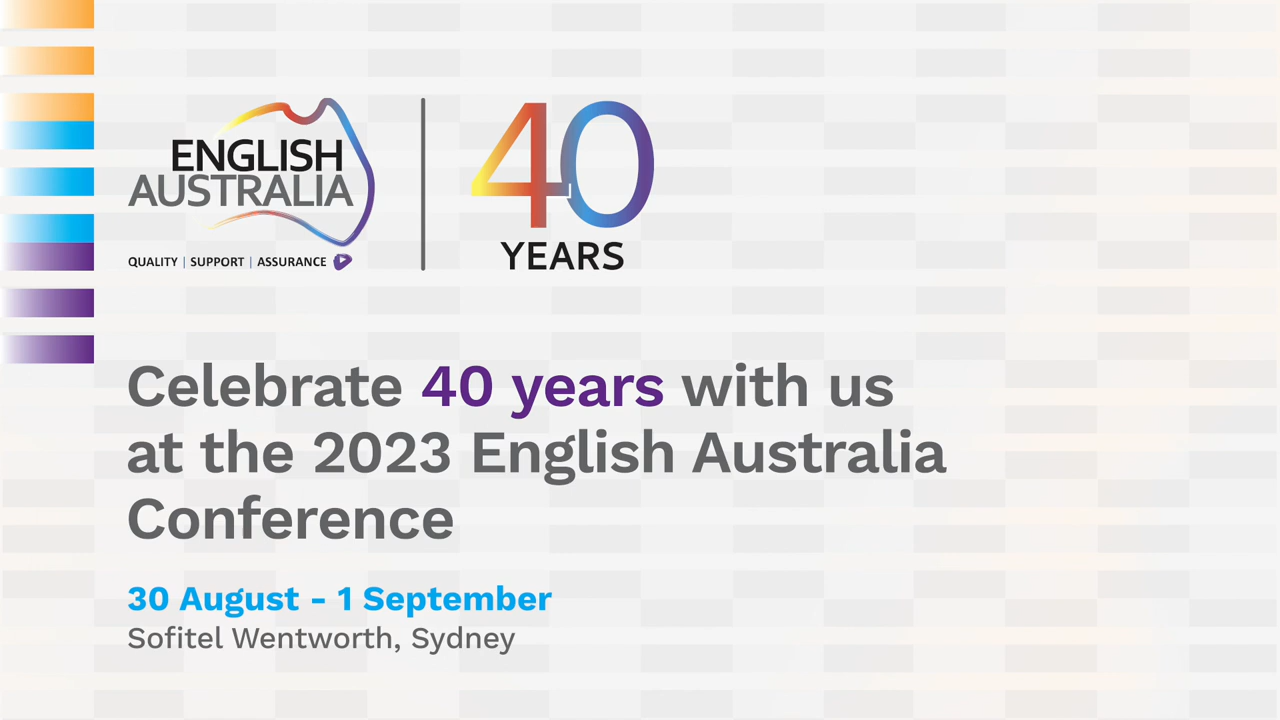 ENGLISH
AUSTRALIA
QUALITY | SUPPORT | ASSURANCE
40
YEARS
Celebrate 40 years with us
at the 2023 English Australia
Conference
30 August - 1 September
Sofitel Wentworth, Sydney